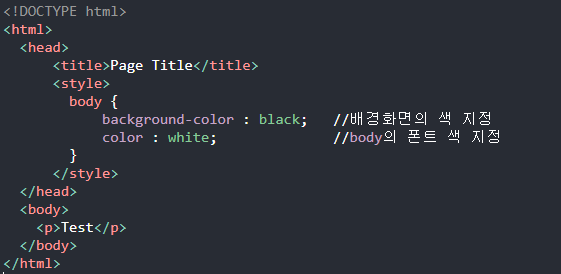 <!DOCTYPE html>
<html>
  <head>
      <title>Page Title</title>
      <style>
        body {
            background-color : black;   //배경화면의 색 지정
            color : white;              //body의 폰트 색 지정
        }
      </style>
  </head>
  <body>
    <p>Test</p>
  </body>
</html>